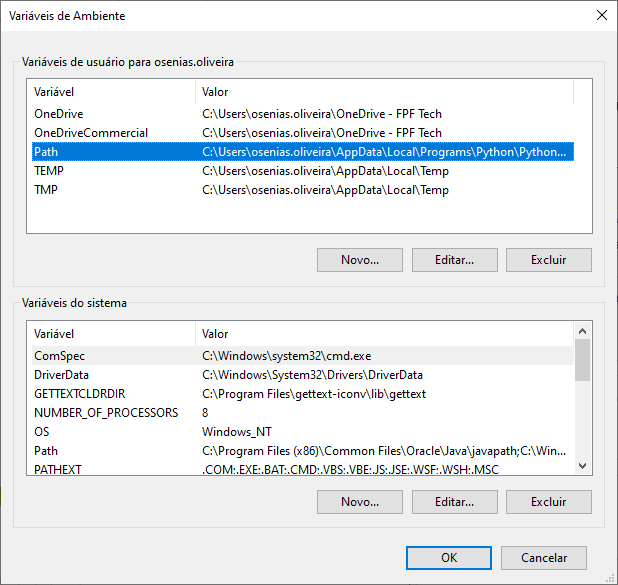 Variáveis de Ambiente
Variáveis de usuário para osenias.oliveira
Variável Valor
OneDrive C:\Users\osenias.oliveira\OneDrive - FPF Tech
OneDriveCommercial C:\Users\osenias.oliveira\OneDrive - FPF Tech
Path C:\Users\osenias.oliveira\AppData\Local\Programs\Python\Python...
TEMP C:\Users\osenias.oliveira\AppData\Local\Temp
TMP C:\Users\osenias.oliveira\AppData\Local\Temp
Novo... Editar... Excluir
Variáveis do sistema
Variável Valor
ComSpec C:\Windows\system32\cmd.exe
DriverData C:\Windows\System32\Drivers\DriverData
GETTEXTCLDRDIR C:\Program Files\gettext-iconv\lib\gettext
NUMBER_OF_PROCESSORS 8
OS Windows_NT
Path C:\Program Files (x86)\Common Files\Oracle\Java\javapath;C:\Win...
PATHEXT .COM;.EXE;.BAT;.CMD;.VBS;.VBE;.JS;.JSE;.WSF;.WSH;.MSC
Novo... Editar... Excluir
OK Cancelar